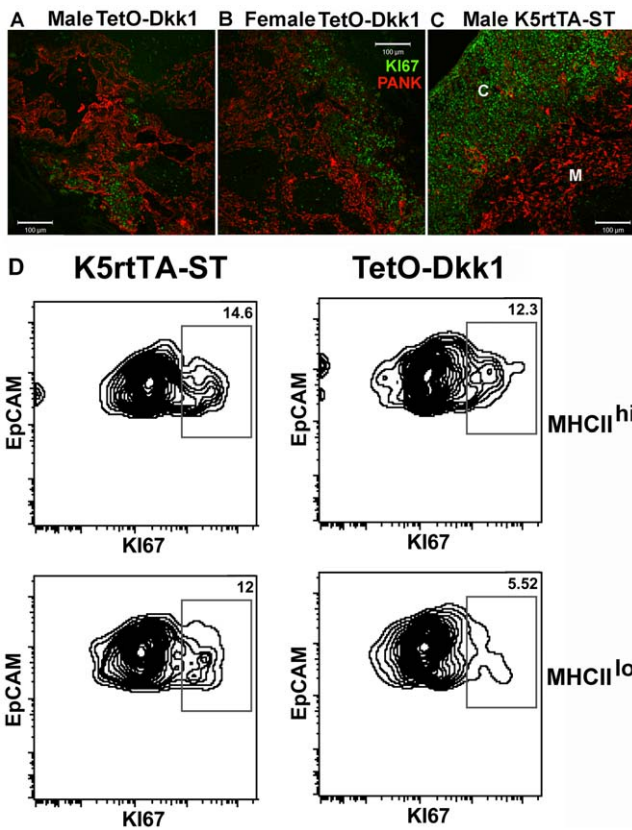 A Male TetO-Dkk1
B Female TetO-Dkk1
C Male K5rtTA-ST
100 µm
KI67
PANK
C
M
100 µm
100 µm
D
K5rtTA-ST
TetO-Dkk1
14.6
12.3
EpCAM
EpCAM
MHCII hi
KI67
KI67
12
5.52
EpCAM
EpCAM
MHCII lo
KI67
KI67